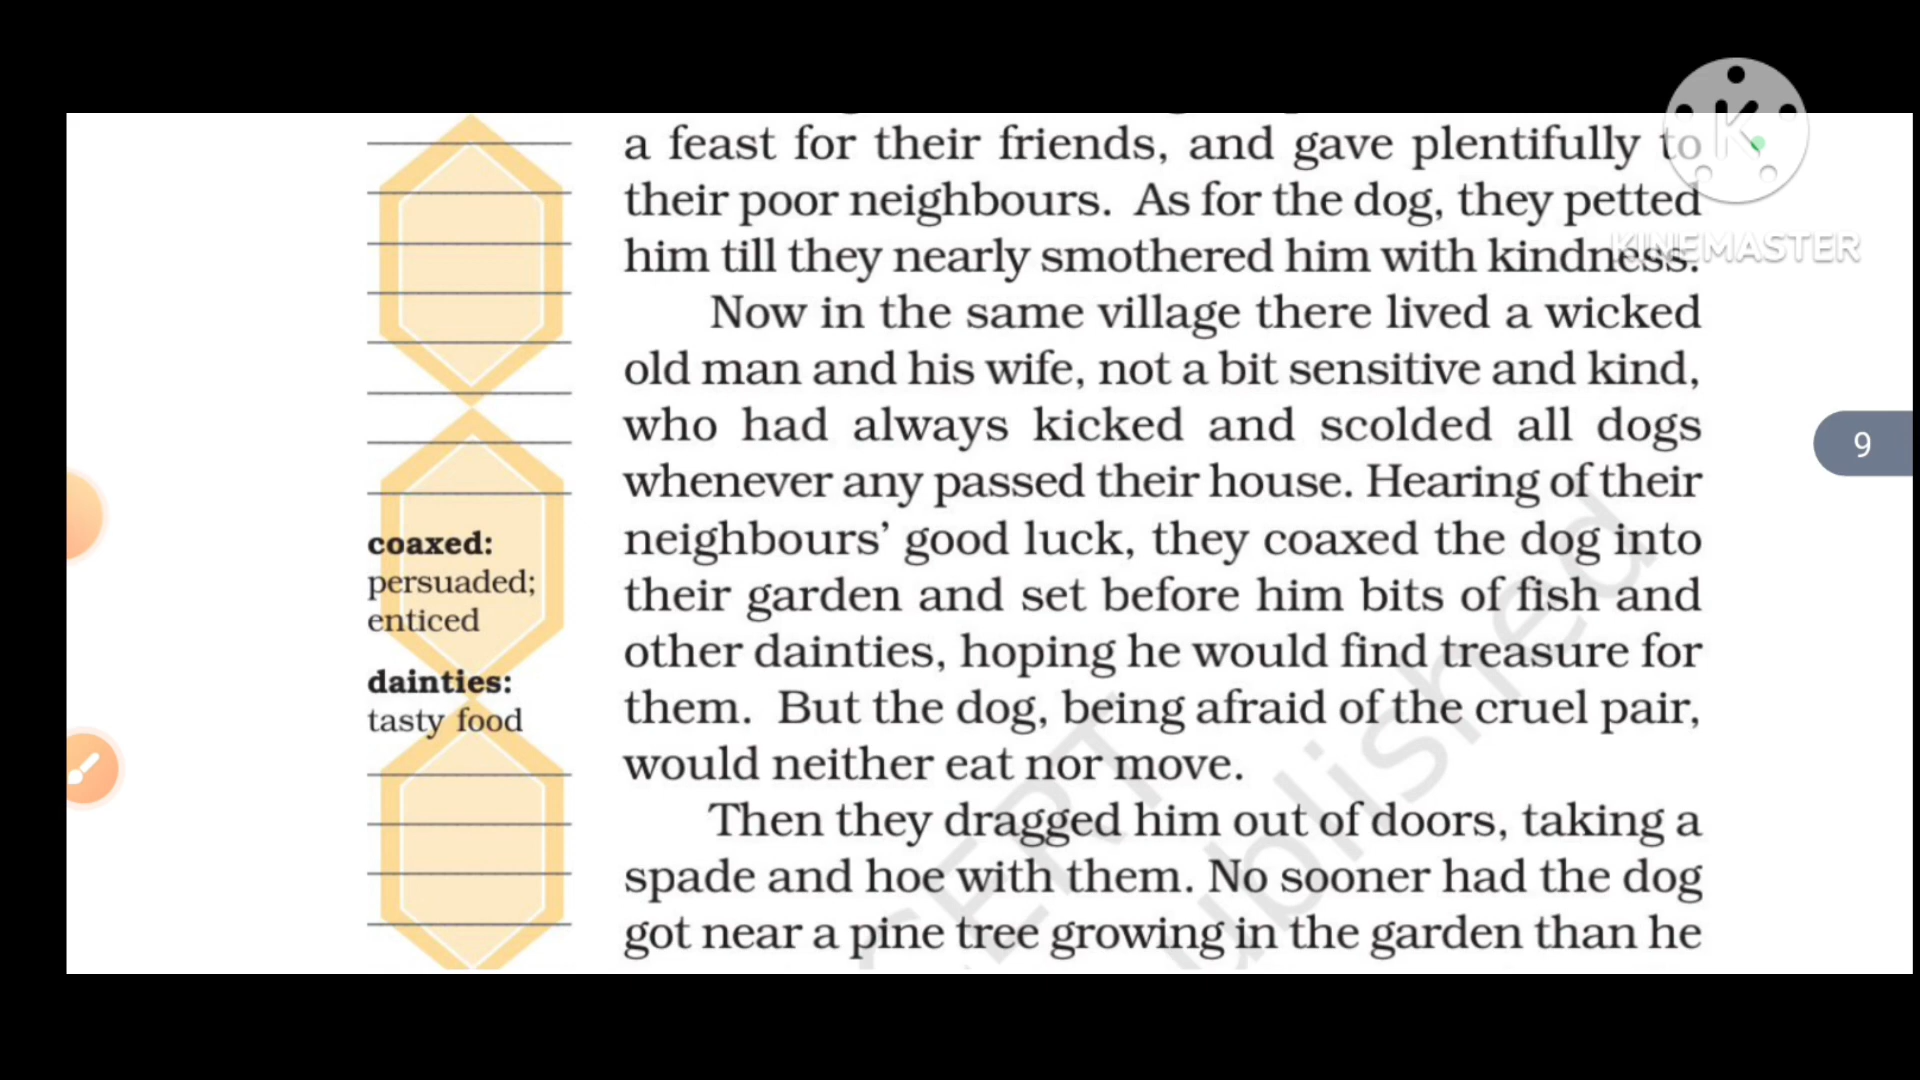 a feast for their friends, and gave plentifully to
their poor neighbours. As for the dog, they petted
him till they nearly smothered him with kindness.
Now in the same village there lived a wicked
old man and his wife, not a bit sensitive and kind,
who had always kicked and scolded all dogs
whenever any passed their house. Hearing of their
neighbours’ good luck, they coaxed the dog into
their garden and set before him bits of fish and
other dainties, hoping he would find treasure for
them. But the dog, being afraid of the cruel pair,
would neither eat nor move.
Then they dragged him out of doors, taking a
spade and hoe with them. No sooner had the dog
got near a pine tree growing in the garden than he
coaxed:
persuaded;
enticed
dainties:
tasty food
9
K
KINEMASTER